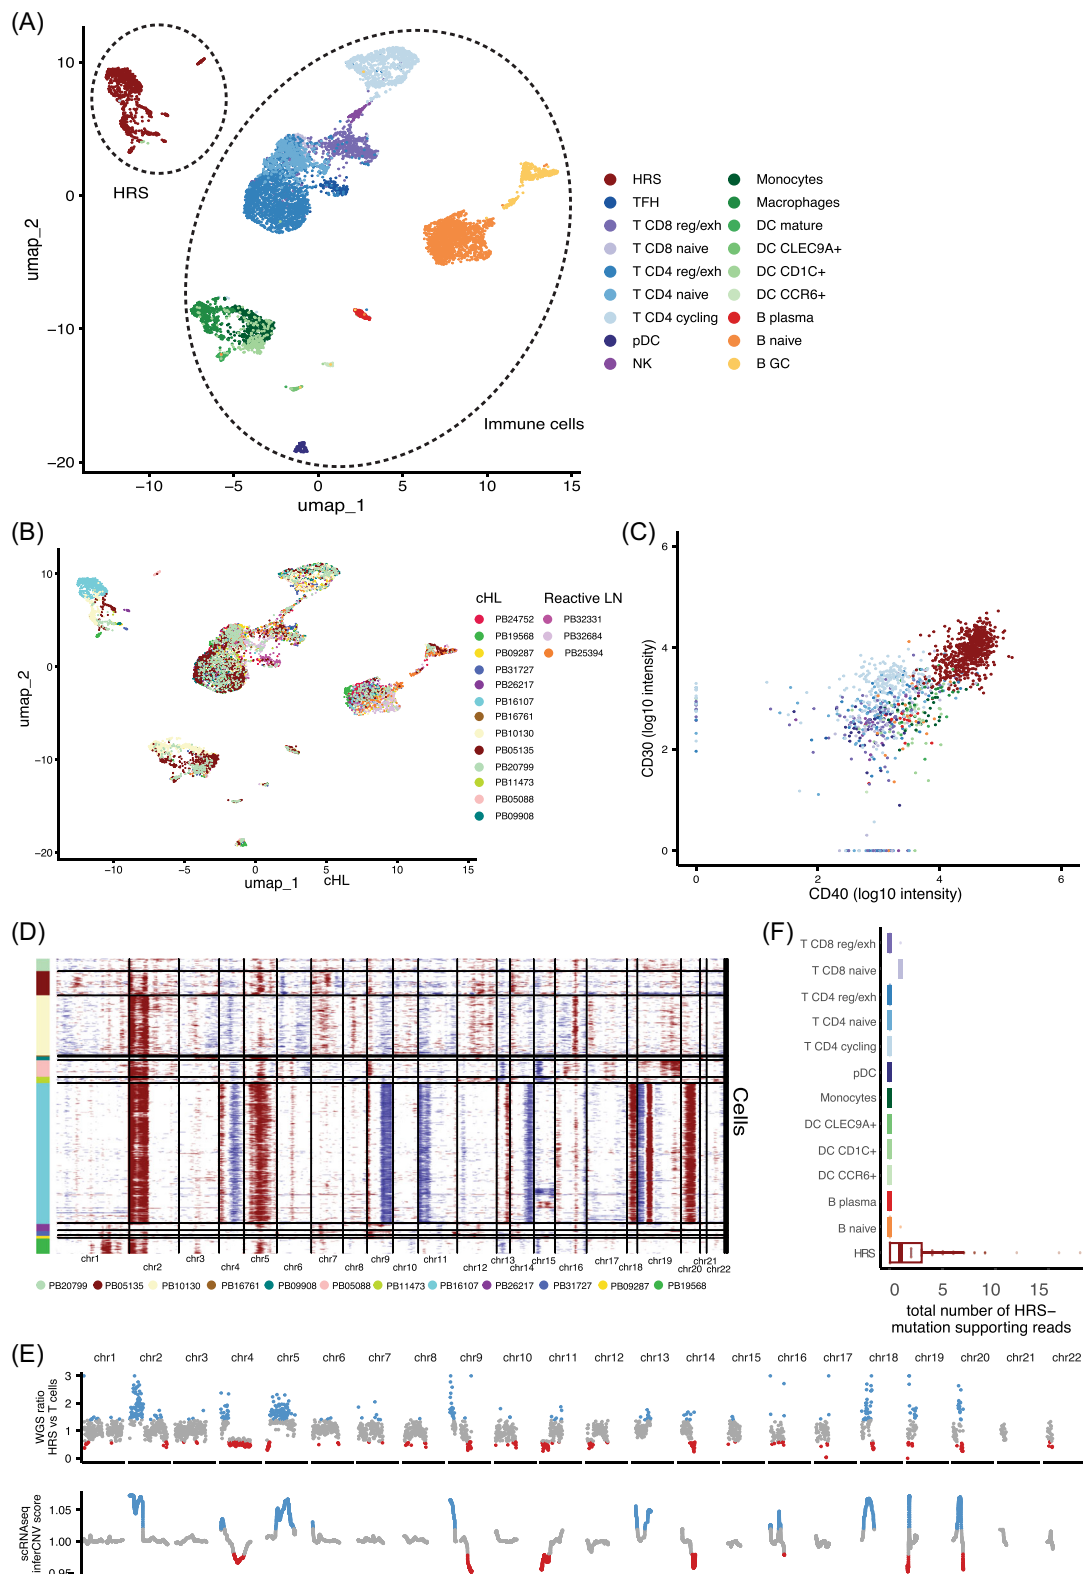 (A)
10
0
−10
−20
umap_2
−10
−5
0
5
10
15
umap_1
HRS
Immune cells
HRS
TFH
T CD8 reg/exh
T CD8 naive
T CD4 reg/exh
T CD4 naive
T CD4 cycling
pDC
NK
Monocytes
Macrophages
DC mature
DC CLEC9A+
DC CD1C+
DC CCR6+
B plasma
B naive
B GC
(B)
10
0
−10
−20
umap_2
−10
−5
0
5
10
15
umap_1
cHL
cHL
PB24752
PB19568
PB09287
PB31727
PB26217
PB16107
PB16761
PB10130
PB05135
PB20799
PB11473
PB05088
PB09908
Reactive LN
PB32331
PB32684
PB25394
(C)
6
4
2
0
CD30 (log10 intensity)
0
2
4
6
CD40 (log10 intensity)
(D)
Cells
chr1
chr2
chr3
chr4
chr5
chr6
chr7
chr8
chr9
chr10
chr11
chr12
chr13
chr14
chr15
chr16
chr17
chr18
chr19
chr20
chr21
chr22
PB20799
PB05135
PB10130
PB16761
PB09908
PB05088
PB11473
PB16107
PB26217
PB31727
PB09287
PB19568
(F)
T CD8 reg/exh
T CD8 naive
T CD4 reg/exh
T CD4 naive
T CD4 cycling
pDC
Monocytes
DC CLEC9A+
DC CD1C+
DC CCR6+
B plasma
B naive
HRS
0
5
10
15
total number of HRS−
mutation supporting reads
(E)
chr1
chr2
chr3
chr4
chr5
chr6
chr7
chr8
chr9
chr10
chr11
chr12
chr13
chr14
chr15
chr16
chr17
chr18
chr19
chr20
chr21
chr22
3
2
1
0
WGS ratio
HRS vs T cells
1.05
1.00
0.95
scRNAseq
inferCNV score